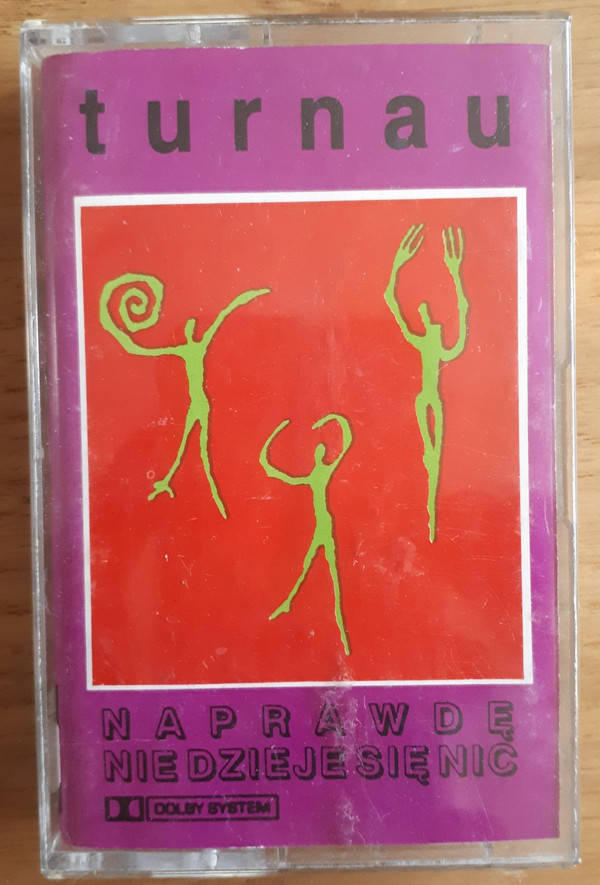 turnau
NAPRAWDĘ
NIE DZIEJE SIĘ NIC
DOLBY SYSTEM